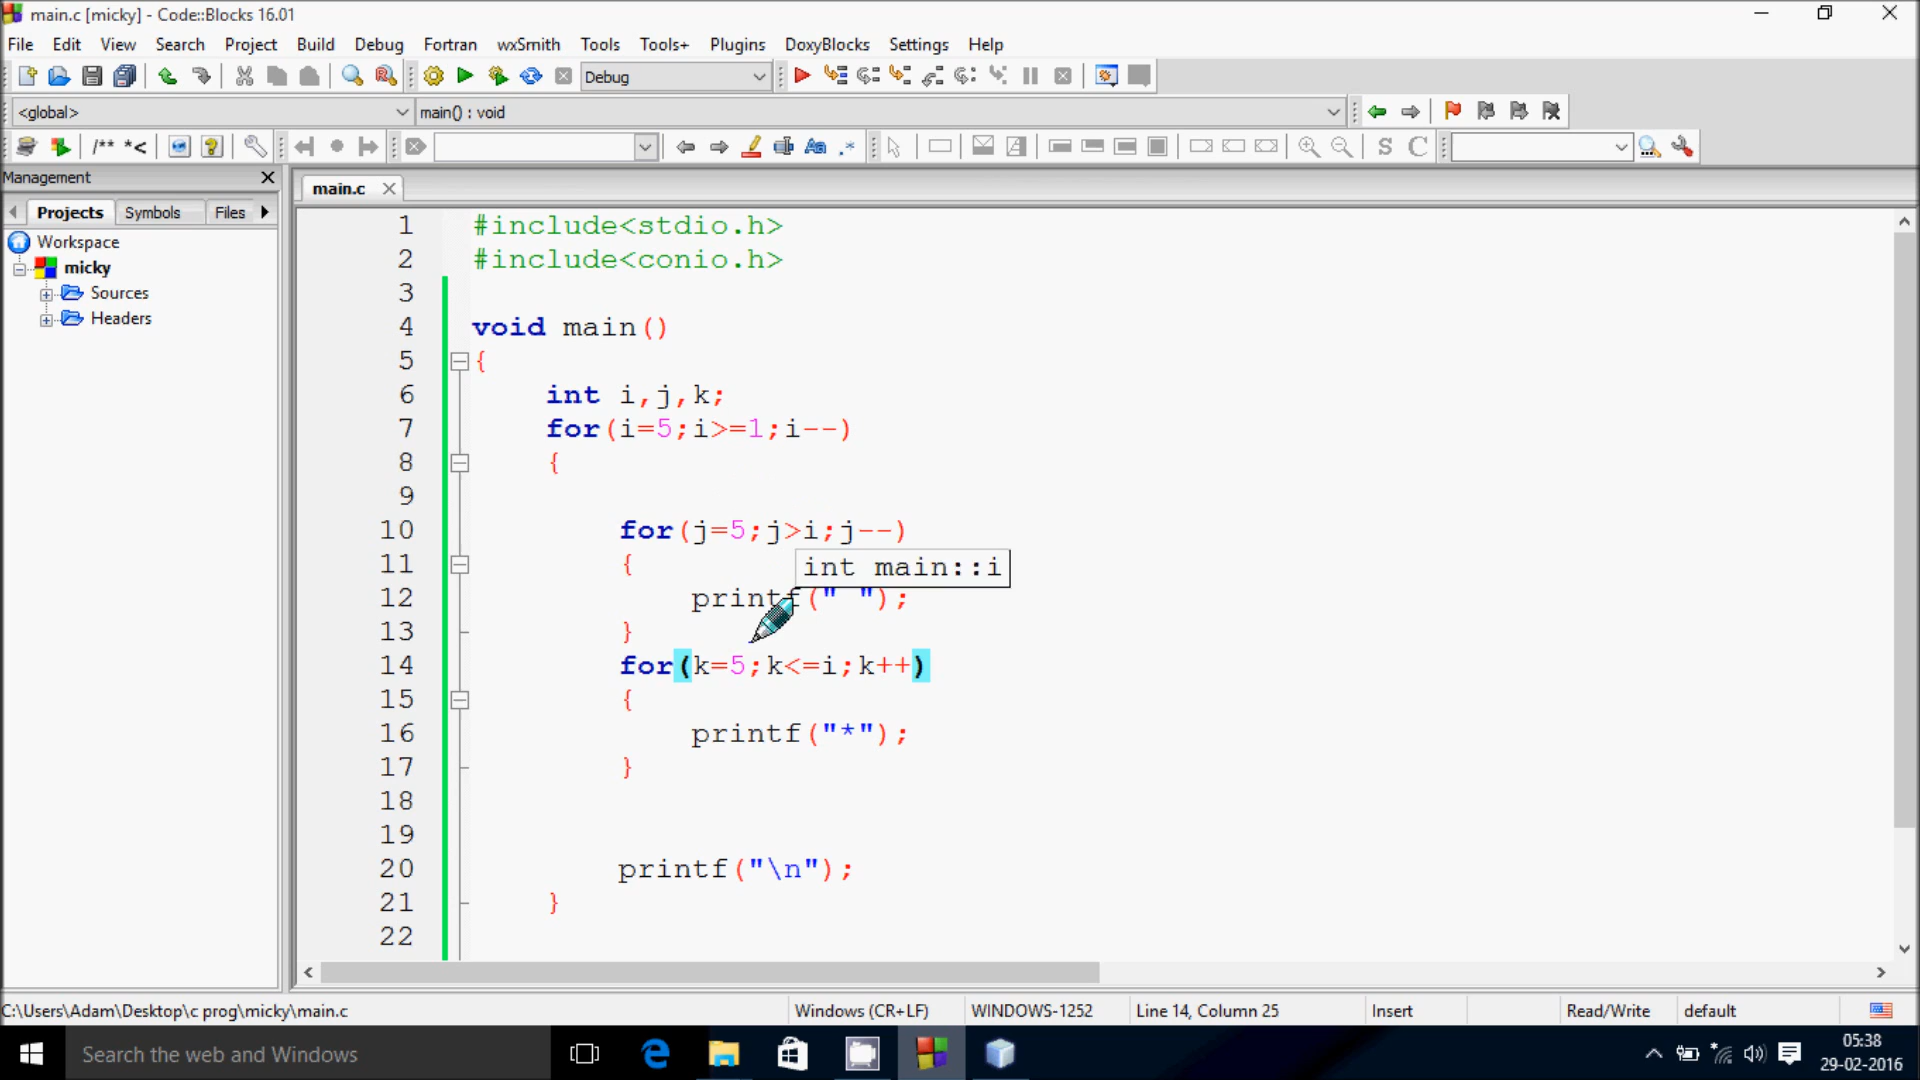 main.c [micky] - Code::Blocks 16.01
File Edit View Search Project Build Debug Fortran wxSmith Tools Tools+ Plugins DoxyBlocks Settings Help
Debug
<global> main() : void
/** *<
S C
Management
Projects Symbols Files
main.c
Workspace
micky
Sources
Headers
1 #include<stdio.h>
2 #include<conio.h>
3
4 void main()
5 {
6 int i,j,k;
7 for(i=5;i>=1;i--)
8 {
9
10 for(j=5;j>i;j--)
int main::i
11 {
12 printf(" ");
13 }
14 for(k=5;k<=i;k++)
15 {
16 printf("*");
17 }
18
19
20 printf("\n");
21 }
22
C:\Users\Adam\Desktop\c prog\micky\main.c Windows (CR+LF) WINDOWS-1252 Line 14, Column 25 Insert Read/Write default
Search the web and Windows
05:38
29-02-2016